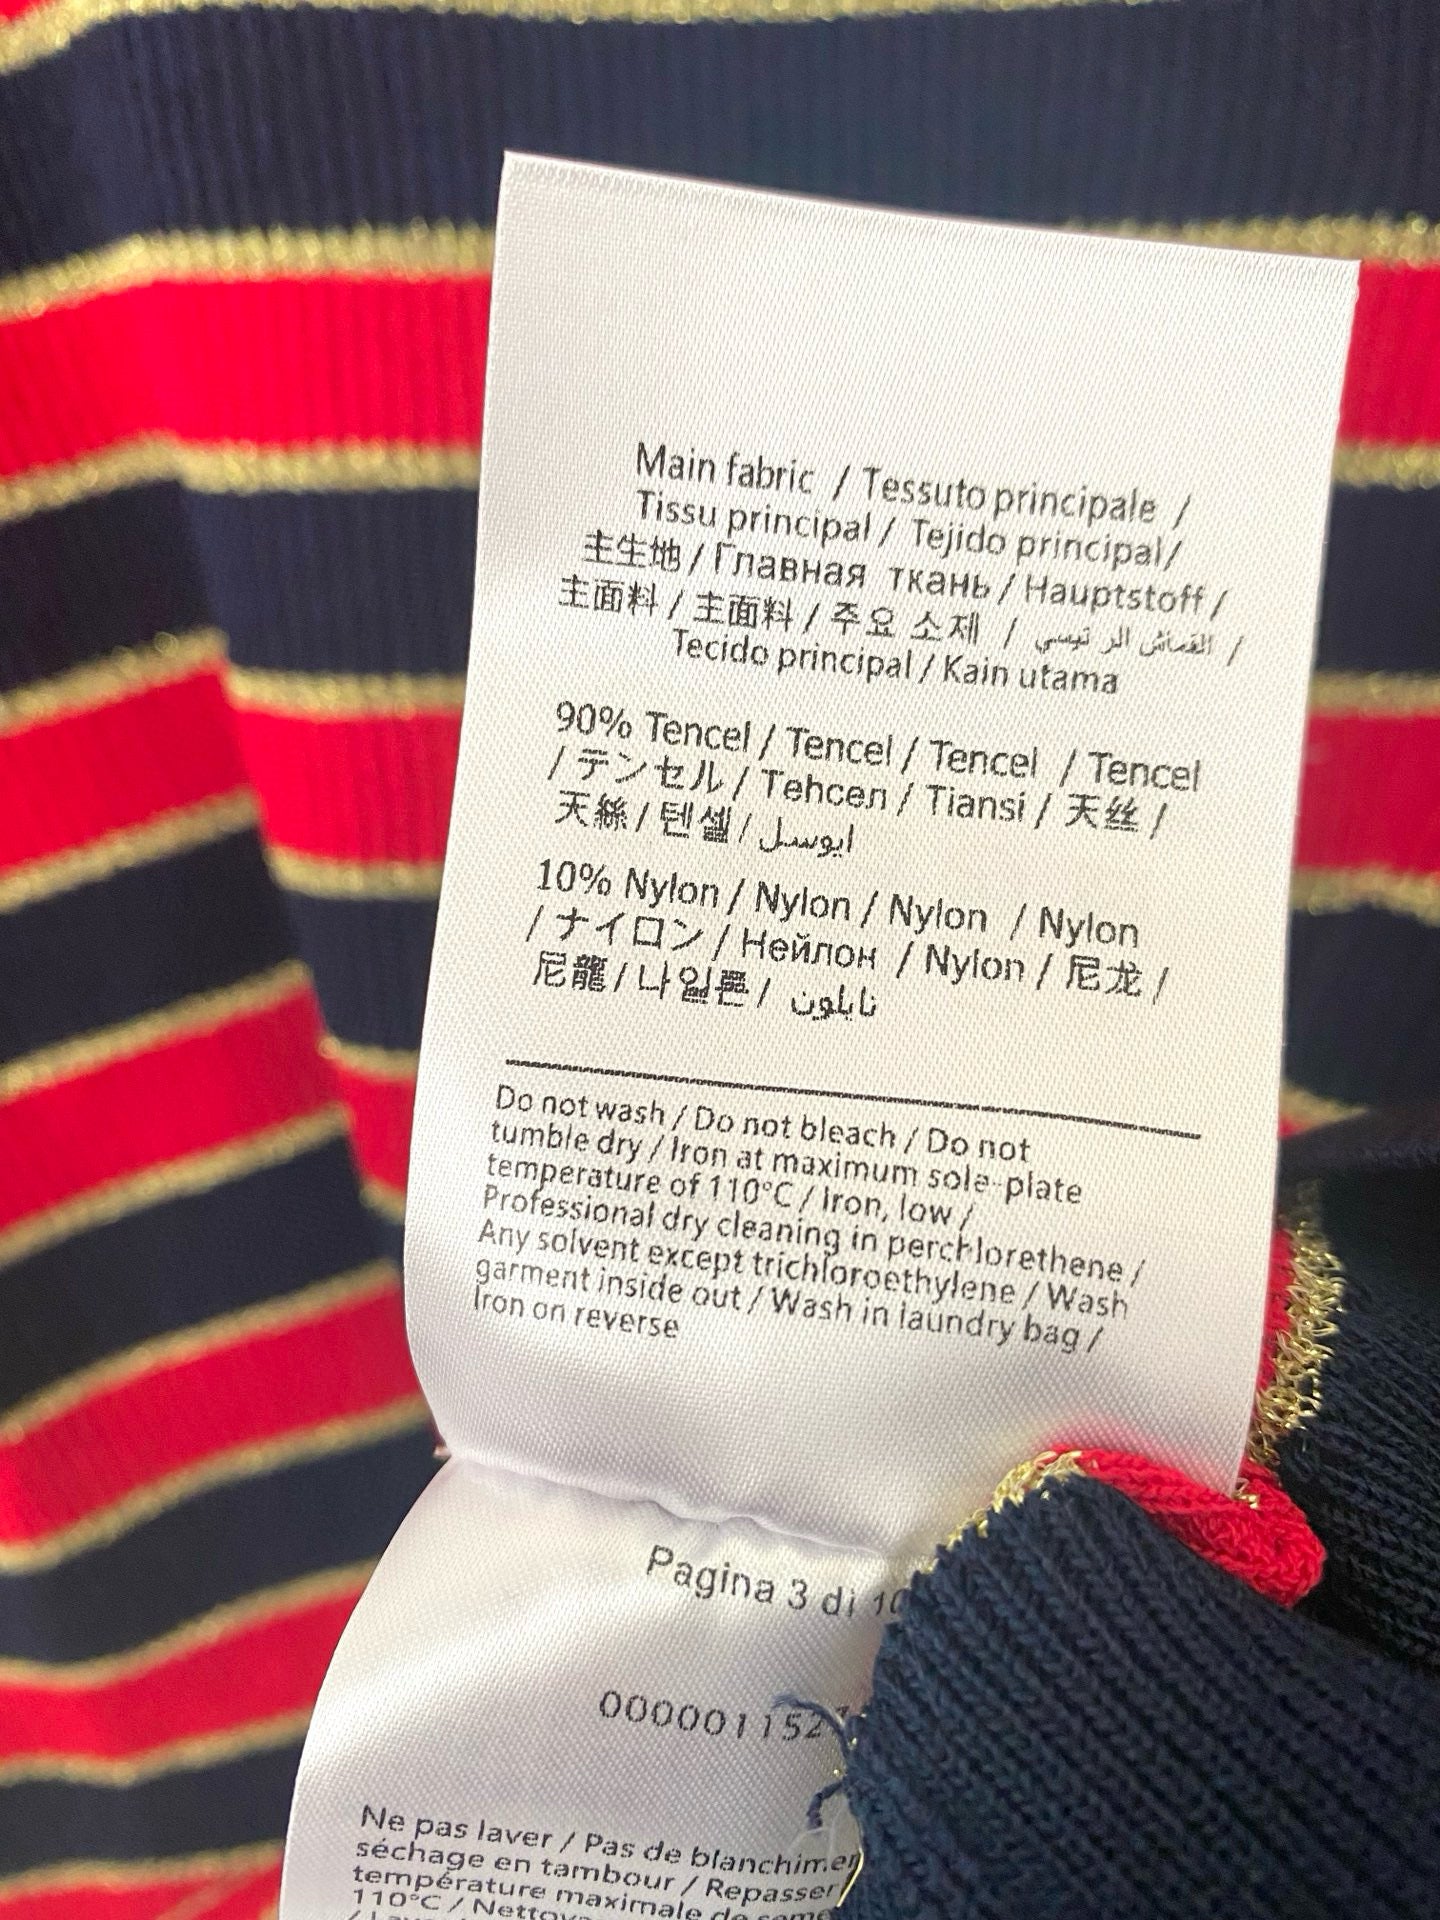 Main fabric / Tessuto principale /
Tissu principal / Tejido principal/
主生地 / Главная ткань / Hauptstoff /
主面料 / 主面料 / 주요 소재 / القماش الر ئيسي /
Tecido principal / Kain utama
90% Tencel / Tencel / Tencel / Tencel
/ テンセル / Tehcел / Tiansi / 天丝 /
天絲 / 텐셀 / ايوسل
10% Nylon / Nylon / Nylon / Nylon
/ ナイロン / Нейлон / Nylon / 尼龙 /
尼龍 / 나일론 / نايلون
Do not wash / Do not bleach / Do not
tumble dry / Iron at maximum sole-plate
temperature of 110°C / Iron, low /
Professional dry cleaning in perchlorethene /
Any solvent except trichloroethylene / Wash
garment inside out / Wash in laundry bag /
Iron on reverse
Pagina 3 di 10
000001152
Ne pas laver / Pas de
séchage en tambour / Repasser
température maximale de
110°C /